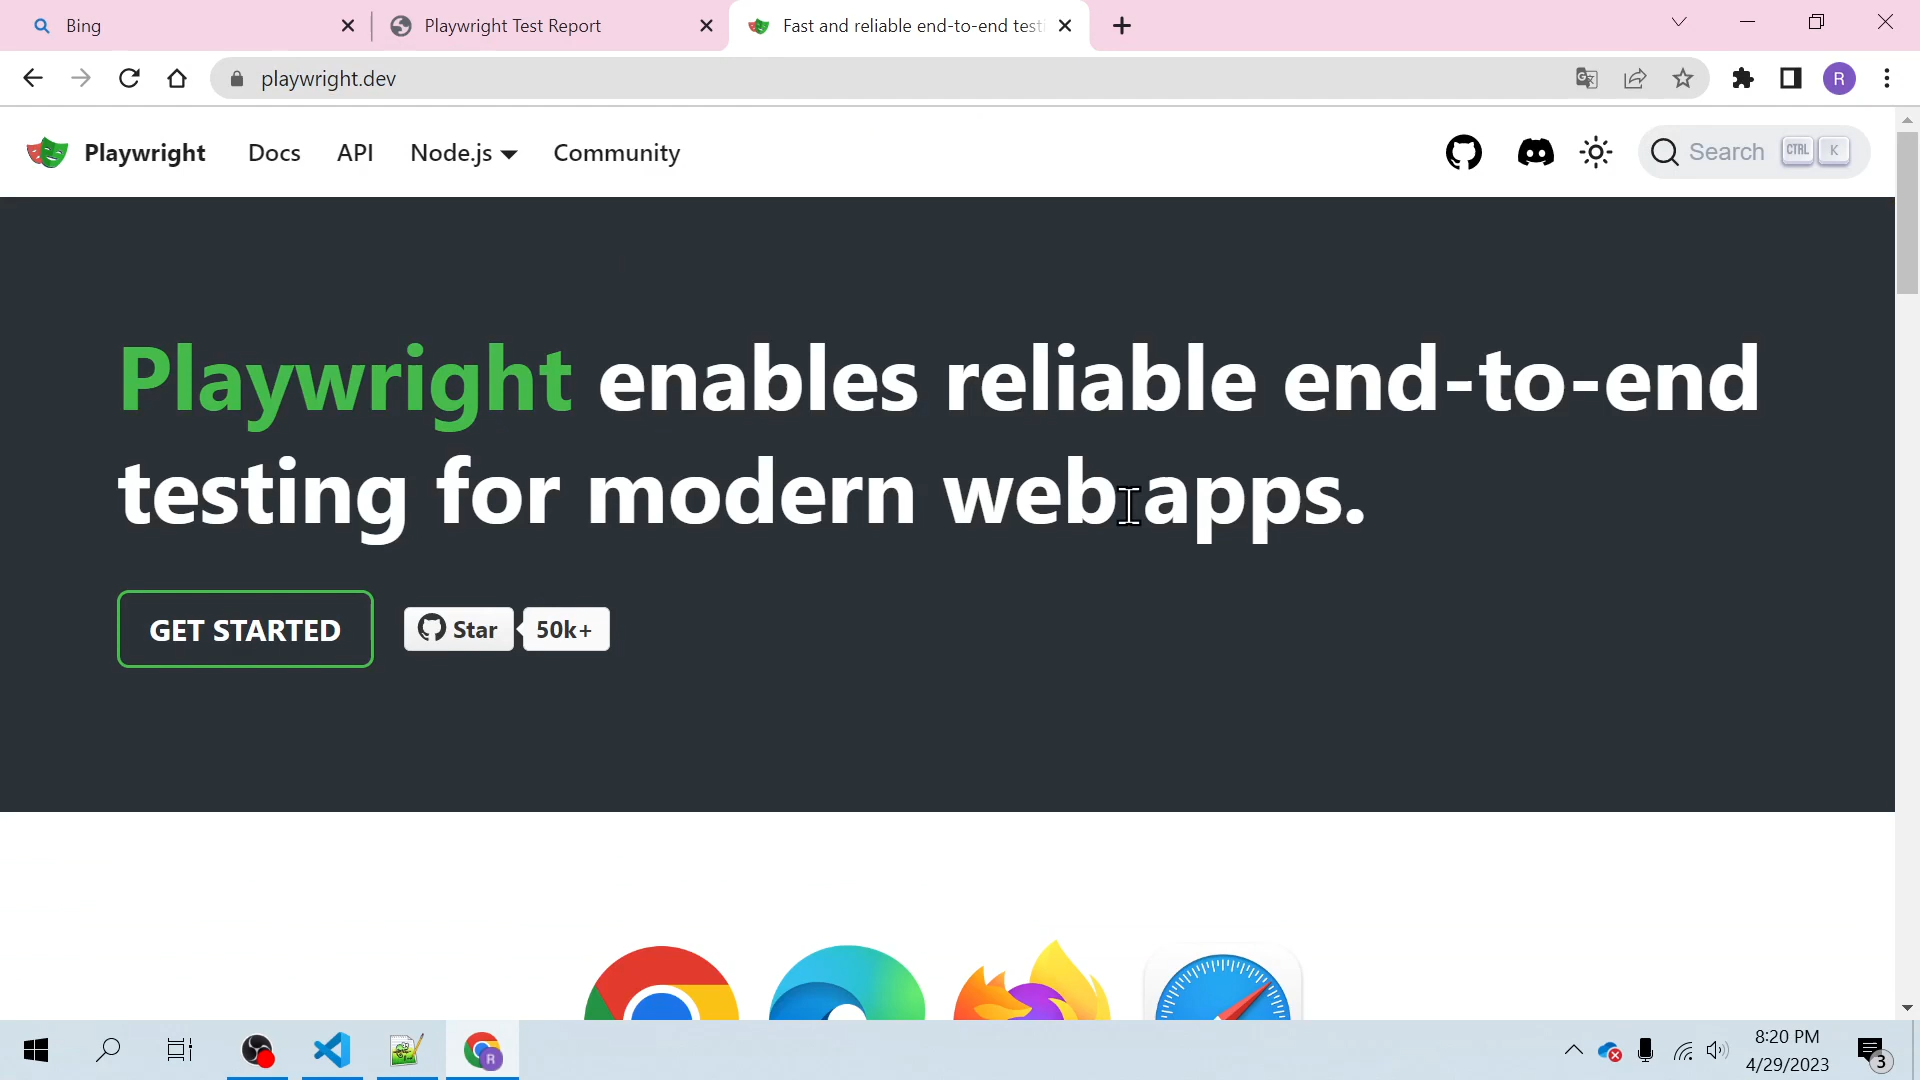 Bing
Playwright Test Report
Fast and reliable end-to-end testi
playwright.dev
R
Playwright
Docs
API
Node.js
Community
Search
CTRL
K
Playwright enables reliable end-to-end
testing for modern web apps.
GET STARTED
Star
50k+
R
8:20 PM
4/29/2023
3